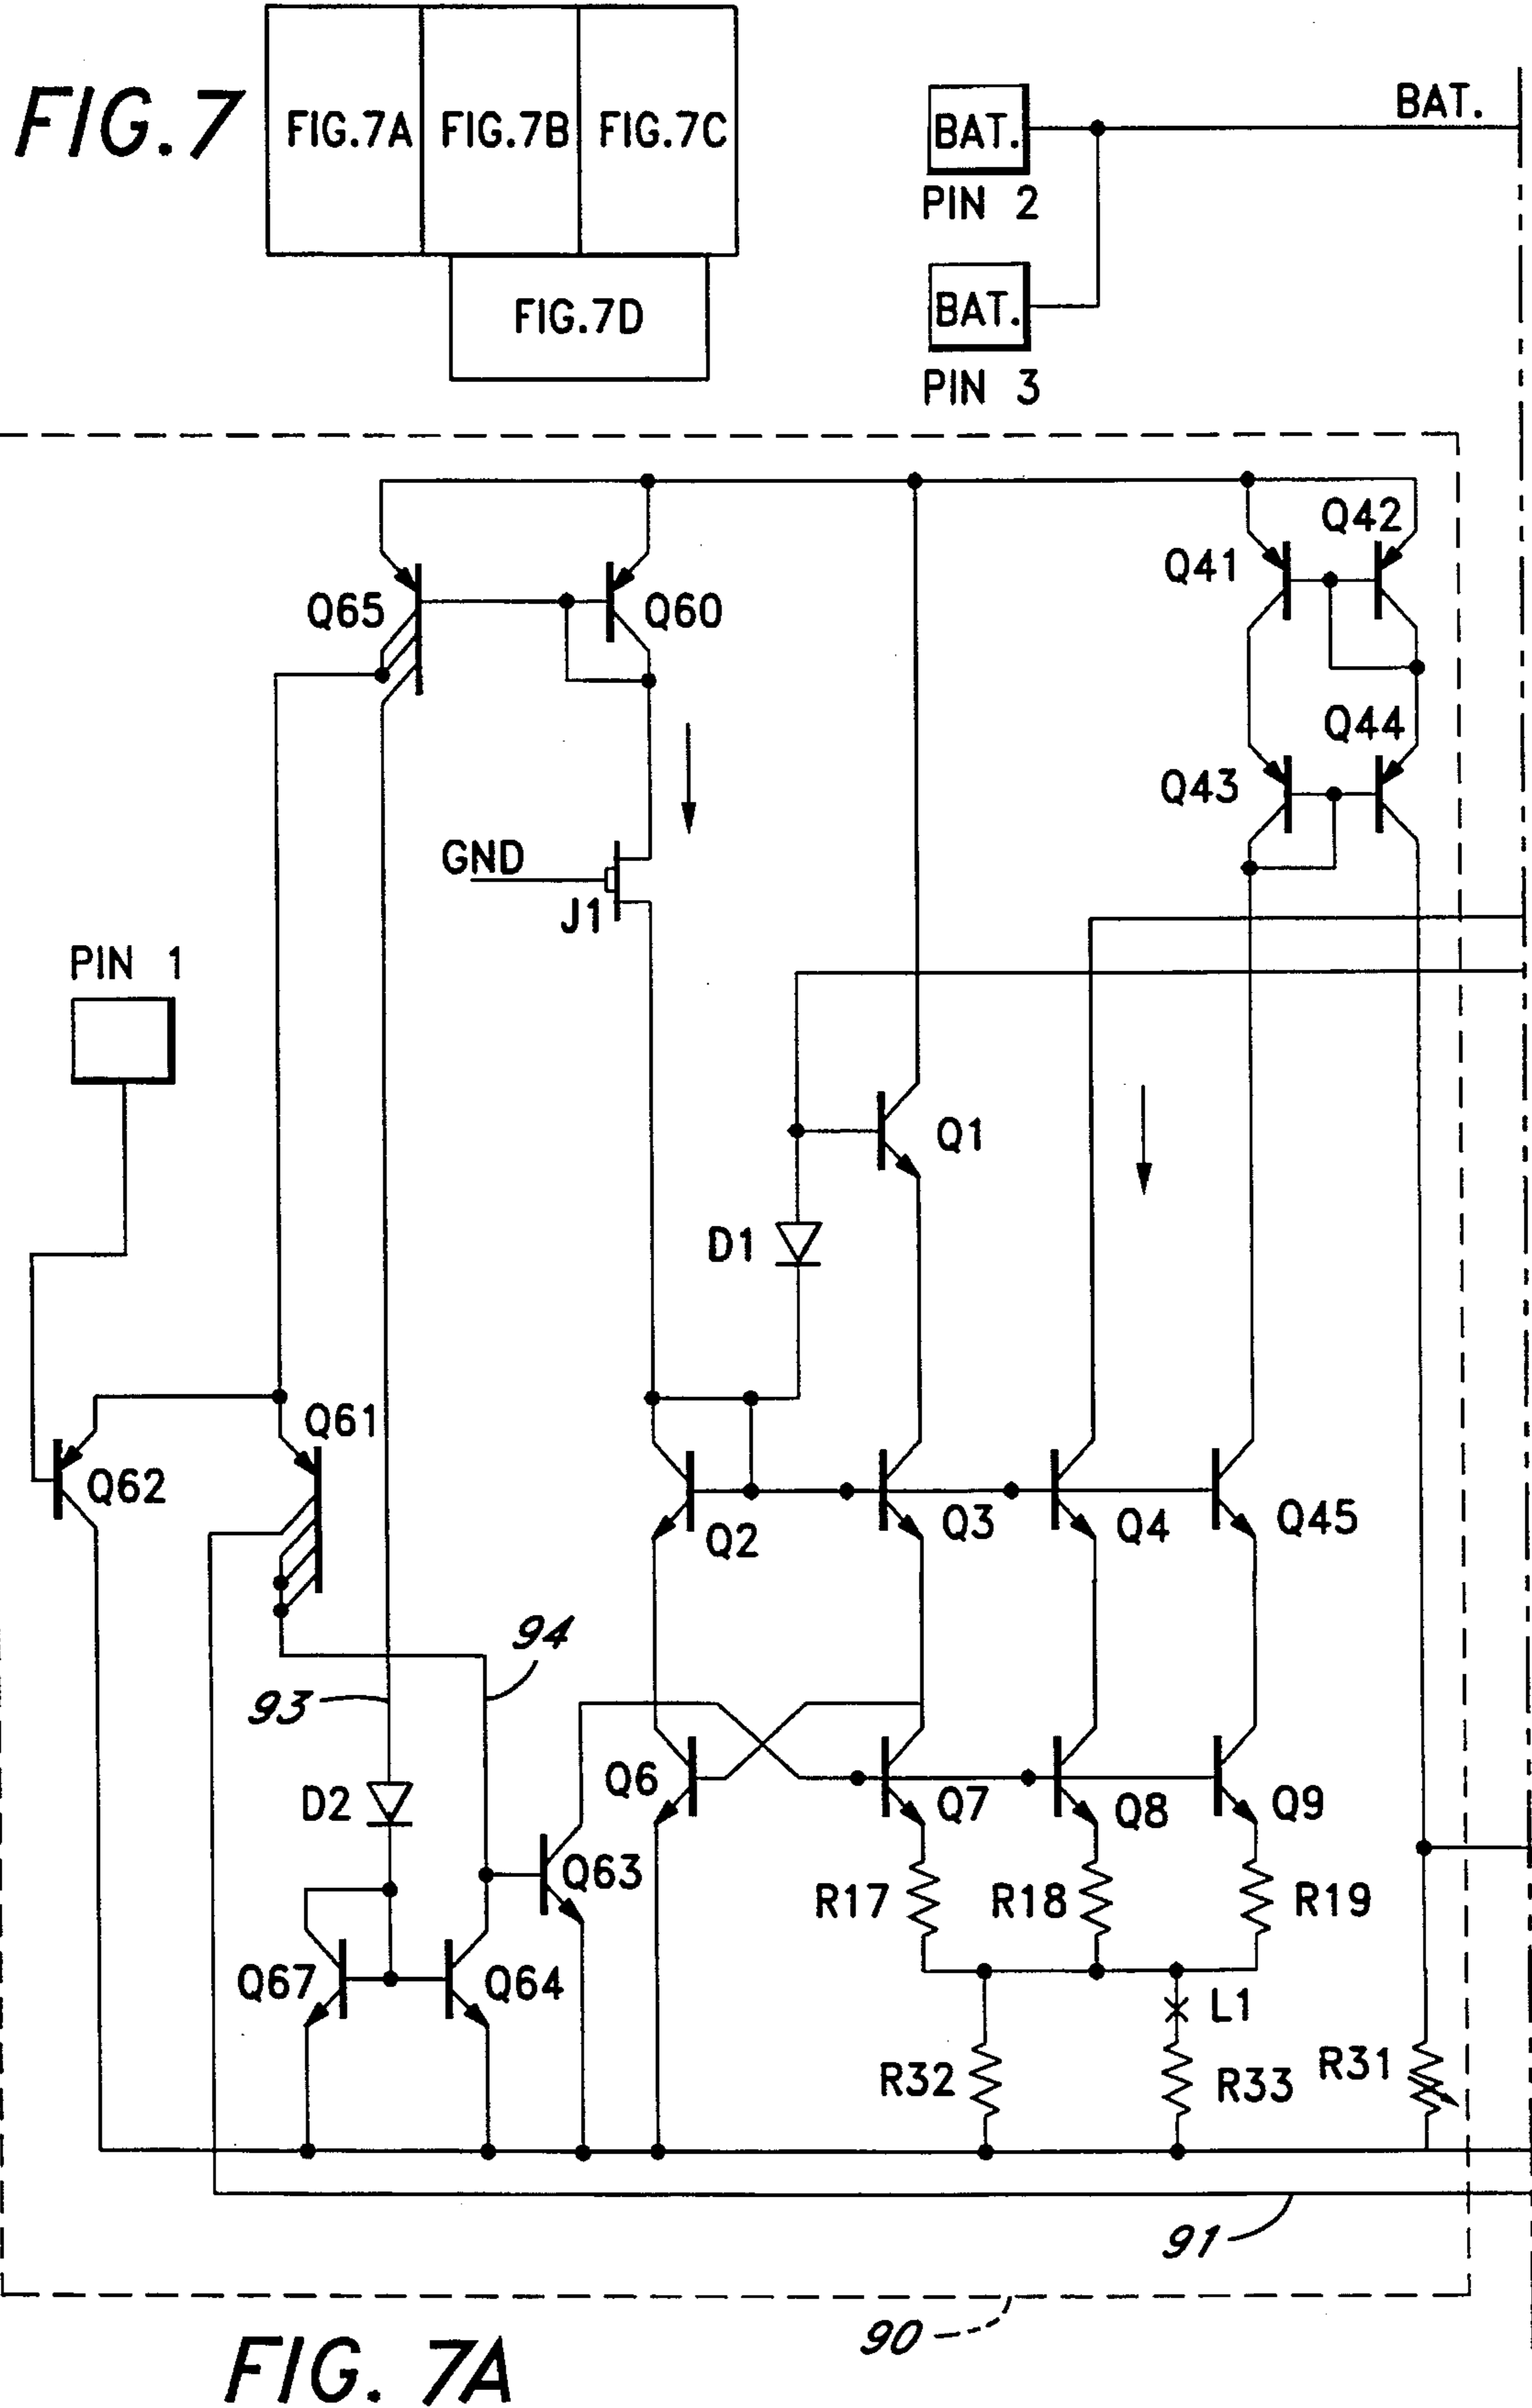 FIG. 7
FIG.7A
FIG.7B
FIG.7C
FIG.7D
BAT.
PIN 2
BAT.
BAT.
PIN 3
Q42
Q41
Q65
Q60
Q44
Q43
GND
J1
PIN 1
Q1
D1
Q61
Q62
Q2
Q3
Q4
Q45
94
93
Q6
D2
Q7
Q8
Q9
Q63
R17
R18
R19
Q67
Q64
L1
R32
R33
R31
91
90
FIG. 7A